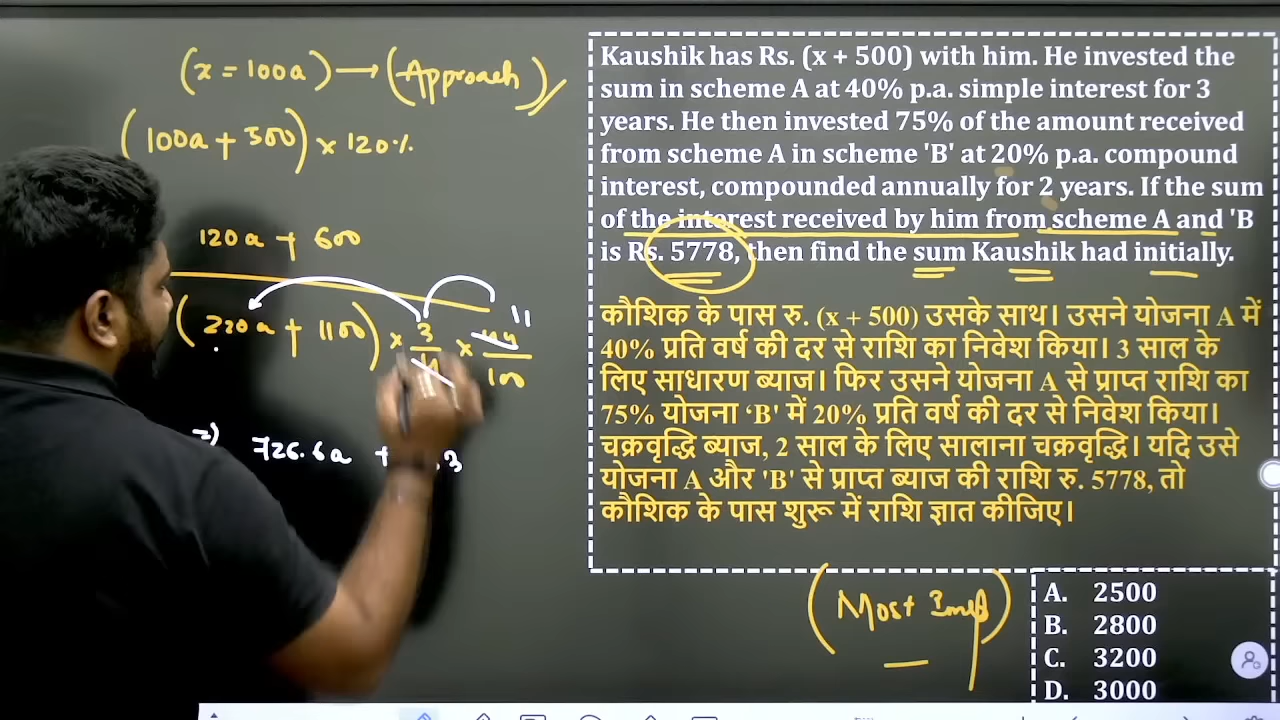 (x = 100a) → (Approach)
(100a + 500) × 120%
120a + 600
(220a + 1100) × 3/4 × 44/100
11
=) 726.6a + 3
Kaushik has Rs. (x + 500) with him. He invested the
sum in scheme A at 40% p.a. simple interest for 3
years. He then invested 75% of the amount received
from scheme A in scheme 'B' at 20% p.a. compound
interest, compounded annually for 2 years. If the sum
of the interest received by him from scheme A and 'B
is Rs. 5778, then find the sum Kaushik had initially.
कौशिक के पास रु. (x + 500) उसके साथ। उसने योजना A में
40% प्रति वर्ष की दर से राशि का निवेश किया। 3 साल के
लिए साधारण ब्याज। फिर उसने योजना A से प्राप्त राशि का
75% योजना ‘B' में 20% प्रति वर्ष की दर से निवेश किया।
चक्रवृद्धि ब्याज, 2 साल के लिए सालाना चक्रवृद्धि। यदि उसे
योजना A और 'B' से प्राप्त ब्याज की राशि रु. 5778, तो
कौशिक के पास शुरू में राशि ज्ञात कीजिए।
(Most Imp)
A. 2500
B. 2800
C. 3200
D. 3000